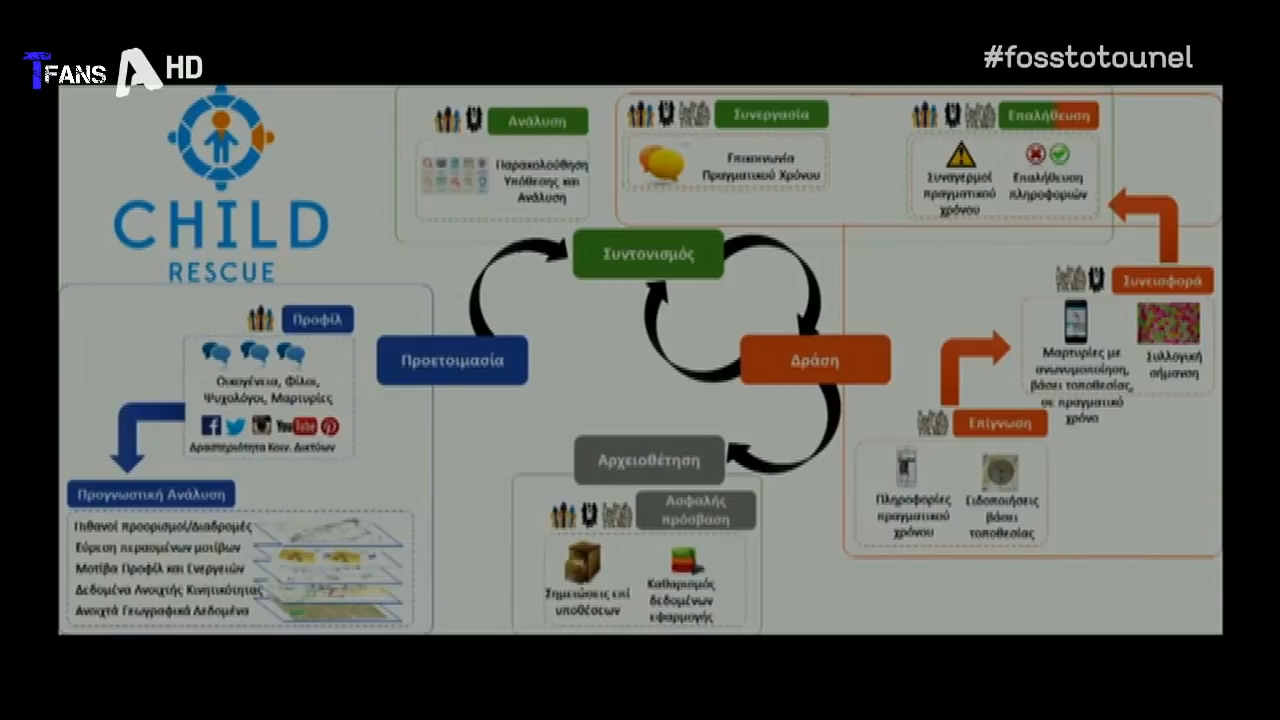 TFANS
HD
#fosstotounel
CHILD
RESCUE
Ανάλυση
Παρακολούθηση
Υπόθεσης και
Ανάλυση
Συνεργασία
Επικοινωνία
Πραγματικού Χρόνου
Επαλήθευση
Συναγερμοί
πραγματικού
χρόνου
Επαλήθευση
πληροφοριών
Συντονισμός
Συνεισφορά
Μαρτυρίες με
ανωνυμοποίηση,
βάσει τοποθεσίας,
σε πραγματικό
χρόνο
Συλλογική
σήμανση
Προφίλ
Οικογένεια, Φίλοι,
Ψυχολόγοι, Μαρτυρίες
YouTube
Δραστηριότητα Κοιν. Δικτύων
Προετοιμασία
Δράση
Επίγνωση
Πληροφορίες
πραγματικού
χρόνου
Ειδοποιήσεις
βάσει
τοποθεσίας
Αρχειοθέτηση
Ασφαλής
πρόσβαση
Σημειώσεις επί
υποθέσεων
Καθαρισμός
δεδομένων
εφαρμογής
Προγνωστική Ανάλυση
Πιθανοί προορισμοί/Διαδρομές
Εύρεση περασμένων μοτίβων
Μοτίβα Προφίλ και Ενεργειών
Δεδομένα Ανοιχτής Κινητικότητας
Ανοιχτά Γεωγραφικά Δεδομένα